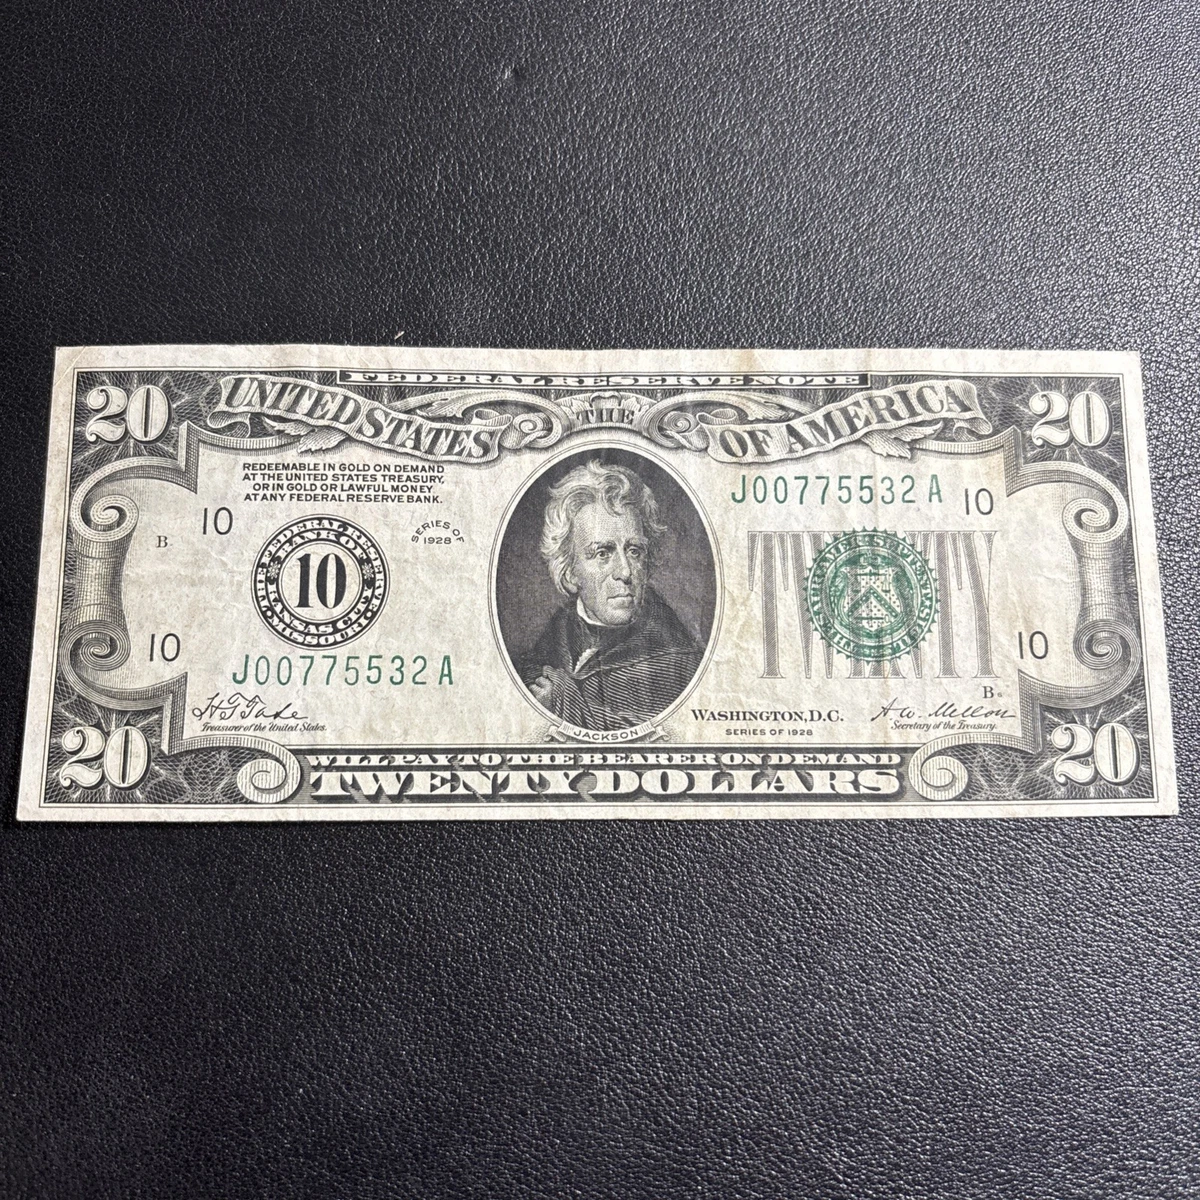 FEDERAL RESERVE NOTE
20
UNITED STATES
THE
OF AMERICA
20
REDEEMABLE IN GOLD ON DEMAND
AT THE UNITED STATES TREASURY,
OR IN GOLD OR LAWFUL MONEY
AT ANY FEDERAL RESERVE BANK.
J00775532A
10
10
B
SERIES OF
1928
THE FEDERAL RESERVE
BANK OF
10
KANSAS CITY
MISSOURI
TWENTY
10
10
J00775532A
B
H T Tate
Treasurer of the United States.
JACKSON
WASHINGTON, D.C.
SERIES OF 1928
A W. Mellon
Secretary of the Treasury.
20
WILL PAY TO THE BEARER ON DEMAND
TWENTY DOLLARS
20